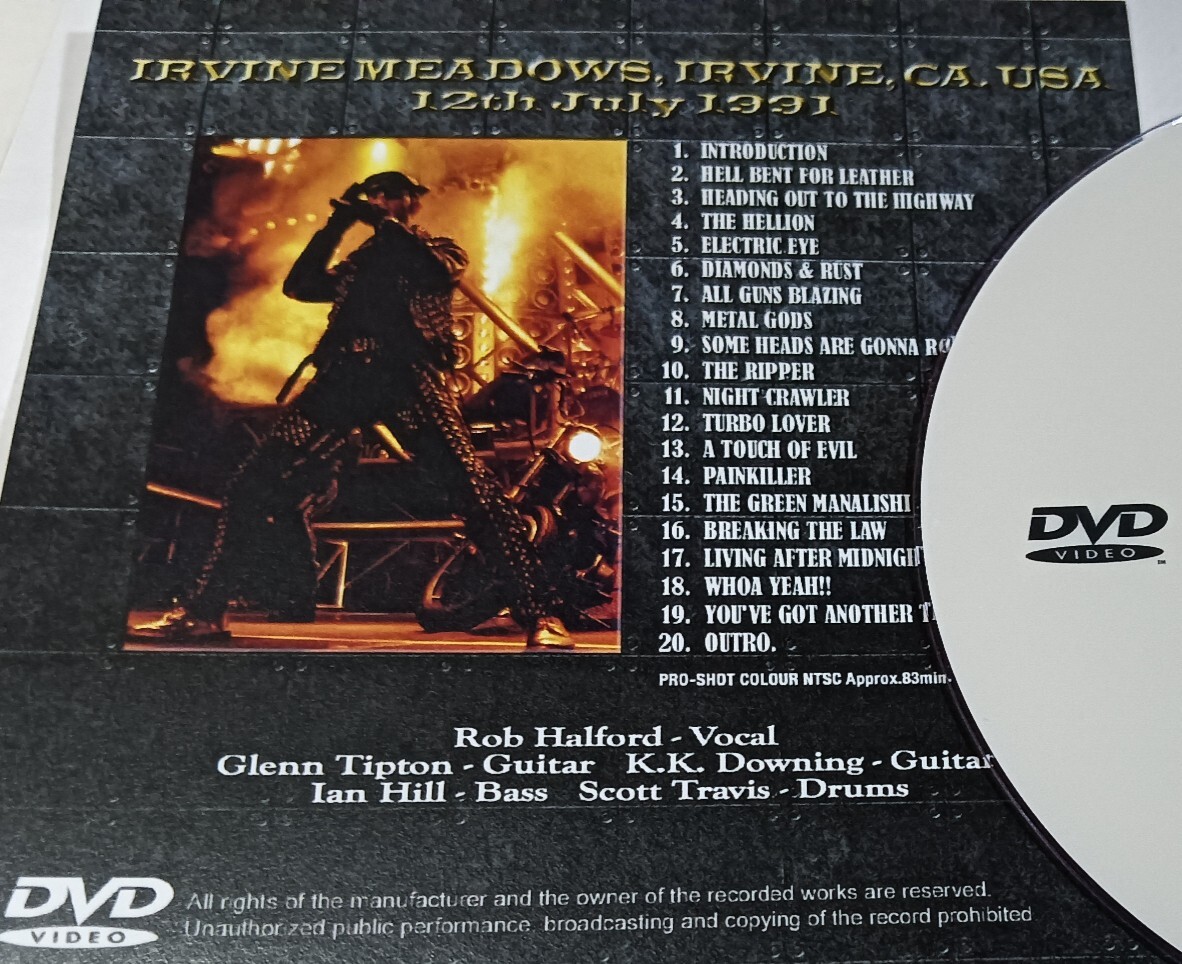 IRVINE MEADOWS, IRVINE, CA. USA
12th July 1991
1. INTRODUCTION
2. HELL BENT FOR LEATHER
3. HEADING OUT TO THE HIGHWAY
4. THE HELLION
5. ELECTRIC EYE
6. DIAMONDS & RUST
7. ALL GUNS BLAZING
8. METAL GODS
9. SOME HEADS ARE GONNA
10. THE RIPPER
11. NIGHT CRAWLER
12. TURBO LOVER
13. A TOUCH OF EVIL
14. PAINKILLER
15. THE GREEN MANALISHI
16. BREAKING THE LAW
17. LIVING AFTER
18. WHOA YEAH!!
19. YOU'VE GOT ANOTHER
20. OUTRO.
PRO-SHOT COLOUR NTSC Approx.83min.
Rob Halford - Vocal
Glenn Tipton - Guitar K.K. Downing - Guitar
Ian Hill - Bass Scott Travis - Drums
DVD
VIDEO
All rights of the manufacturer and the owner of the recorded works are reserved.
Unauthorized public performance broadcasting and copying of the record prohibited
DVD
VIDEO